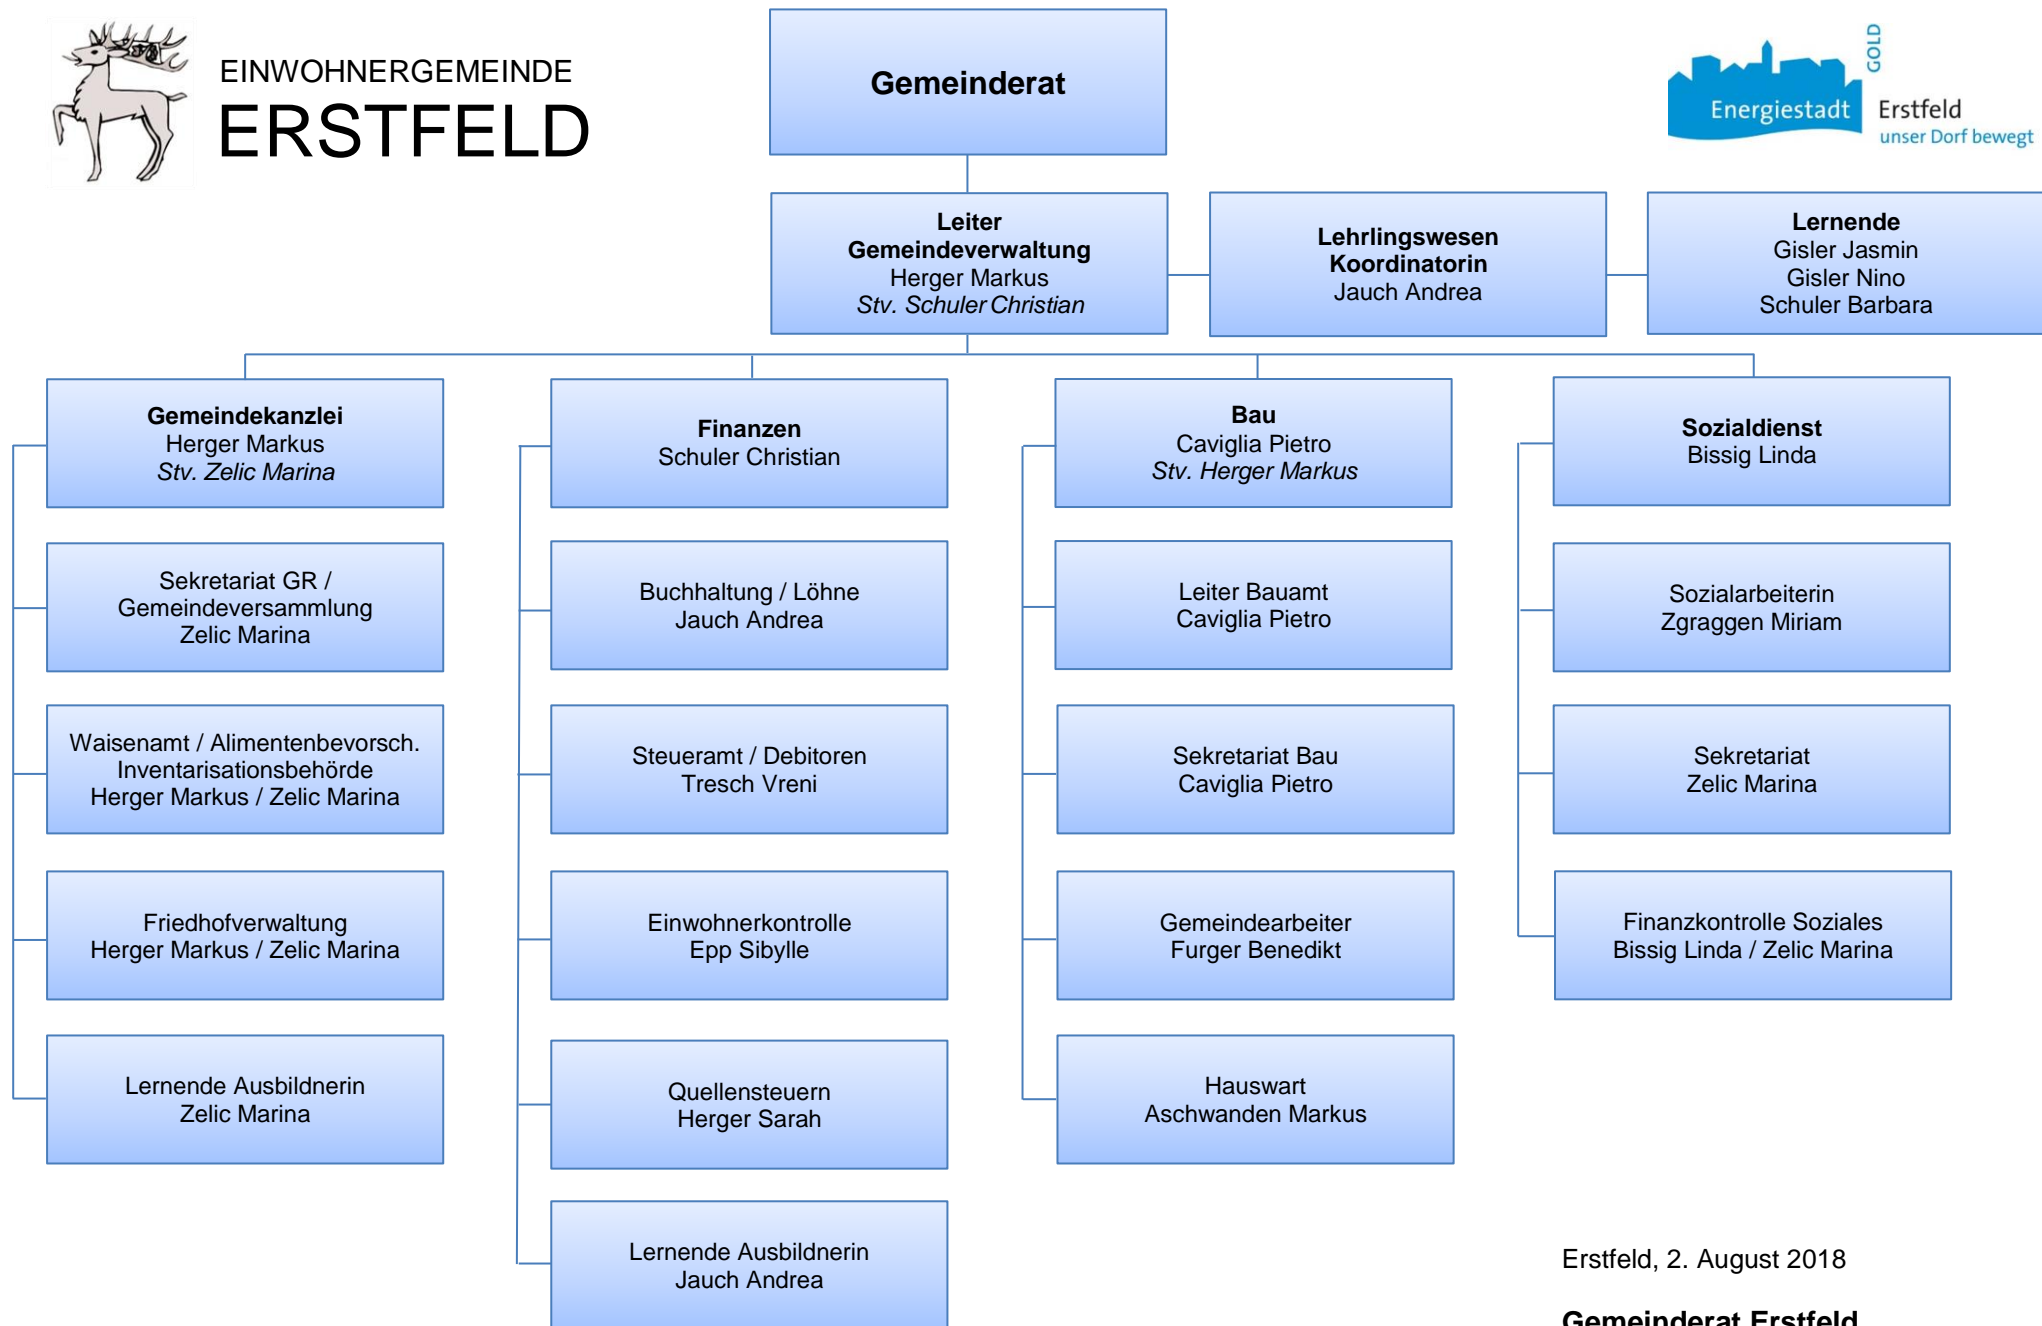 EINWOHNERGEMEINDE
ERSTFELD
Gemeinderat
GOLD
Energiestadt
Erstfeld
unser Dorf bewegt
Leiter
Gemeindeverwaltung
Herger Markus
Stv. Schuler Christian
Lehrlingswesen
Koordinatorin
Jauch Andrea
Lernende
Gisler Jasmin
Gisler Nino
Schuler Barbara
Gemeindekanzlei
Herger Markus
Stv. Zelic Marina
Sekretariat GR /
Gemeindeversammlung
Zelic Marina
Waisenamt / Alimentenbevorsch.
Inventarisationsbehörde
Herger Markus / Zelic Marina
Friedhofverwaltung
Herger Markus / Zelic Marina
Lernende Ausbildnerin
Zelic Marina
Finanzen
Schuler Christian
Buchhaltung / Löhne
Jauch Andrea
Steueramt / Debitoren
Tresch Vreni
Einwohnerkontrolle
Epp Sibylle
Quellensteuern
Herger Sarah
Lernende Ausbildnerin
Jauch Andrea
Bau
Caviglia Pietro
Stv. Herger Markus
Leiter Bauamt
Caviglia Pietro
Sekretariat Bau
Caviglia Pietro
Gemeindearbeiter
Furger Benedikt
Hauswart
Aschwanden Markus
Sozialdienst
Bissig Linda
Sozialarbeiterin
Zgraggen Miriam
Sekretariat
Zelic Marina
Finanzkontrolle Soziales
Bissig Linda / Zelic Marina
Erstfeld, 2. August 2018
Gemeinderat Erstfeld